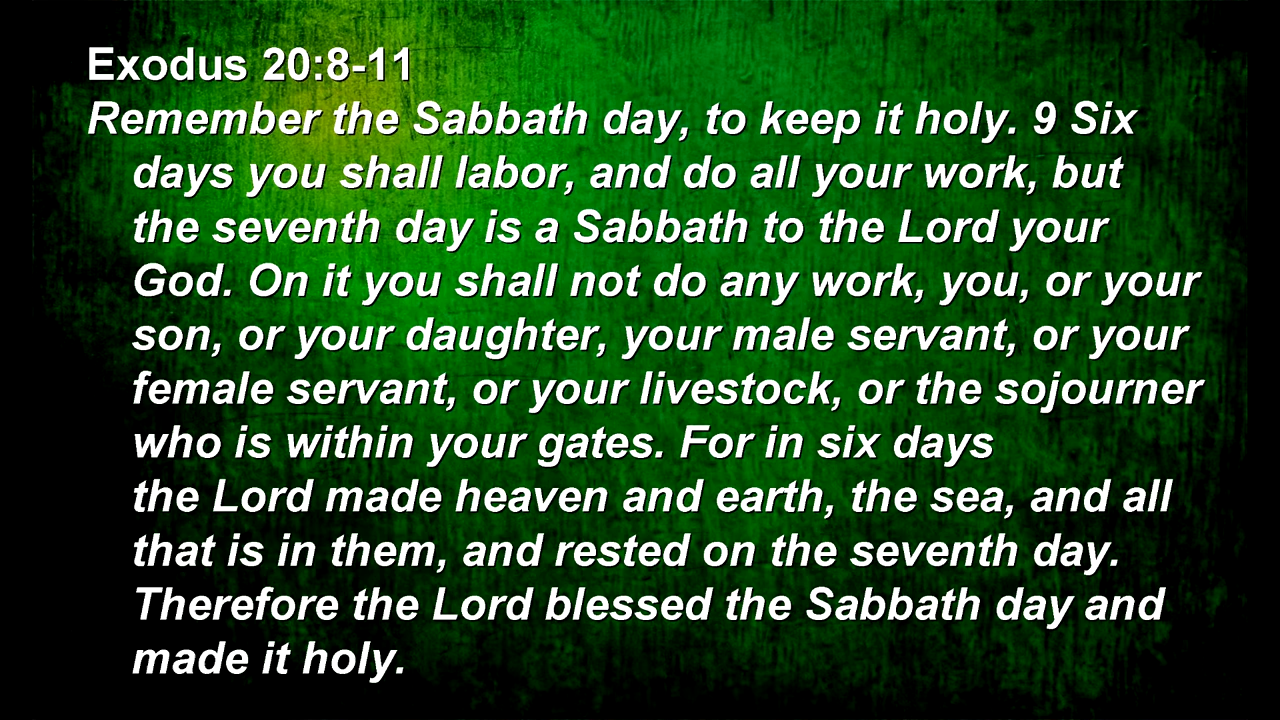 Exodus 20:8-11
Remember the Sabbath day, to keep it holy. 9 Six
days you shall labor, and do all your work, but
the seventh day is a Sabbath to the Lord your
God. On it you shall not do any work, you, or your
son, or your daughter, your male servant, or your
female servant, or your livestock, or the sojourner
who is within your gates. For in six days
the Lord made heaven and earth, the sea, and all
that is in them, and rested on the seventh day.
Therefore the Lord blessed the Sabbath day and
made it holy.